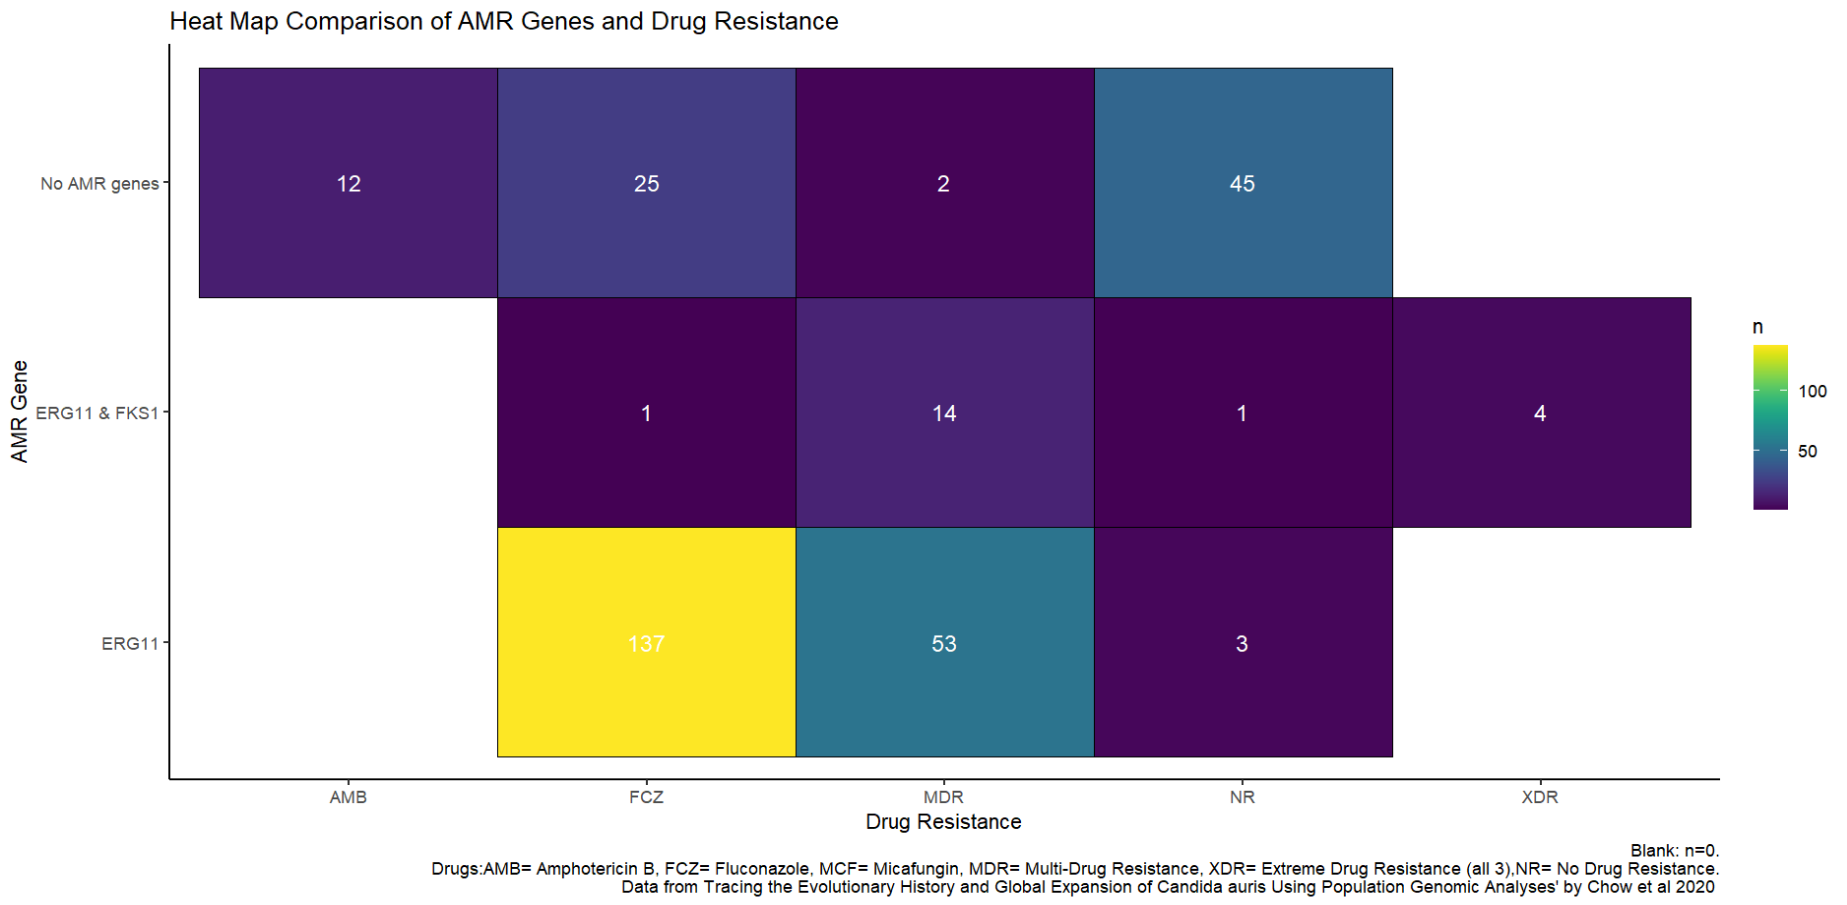 Heat Map Comparison of AMR Genes and Drug Resistance
AMR Gene
No AMR genes
12
25
2
45
ERG11 & FKS1
1
14
1
4
ERG11
137
53
3
AMB
FCZ
MDR
NR
XDR
Drug Resistance
n
100
50
Blank: n=0.
Drugs:AMB= Amphotericin B, FCZ= Fluconazole, MCF= Micafungin, MDR= Multi-Drug Resistance, XDR= Extreme Drug Resistance (all 3),NR= No Drug Resistance.
Data from Tracing the Evolutionary History and Global Expansion of Candida auris Using Population Genomic Analyses' by Chow et al 2020